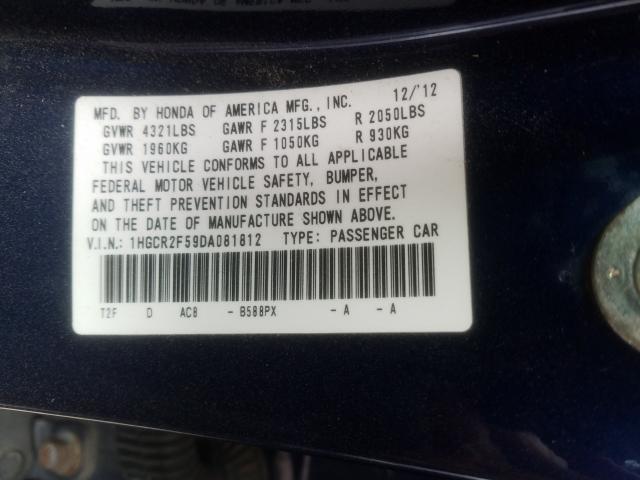 MFD. BY HONDA OF AMERICA MFG., INC. 12/'12
GVWR 4321LBS GAWR F 2315LBS R 2050LBS
GVWR 1960KG GAWR F 1050KG R 930KG
THIS VEHICLE CONFORMS TO ALL APPLICABLE
FEDERAL MOTOR VEHICLE SAFETY, BUMPER,
AND THEFT PREVENTION STANDARDS IN EFFECT
ON THE DATE OF MANUFACTURE SHOWN ABOVE.
V.I.N.: 1HGCR2F59DA081812 TYPE: PASSENGER CAR
T2F D AC8 - B588PX - A - A